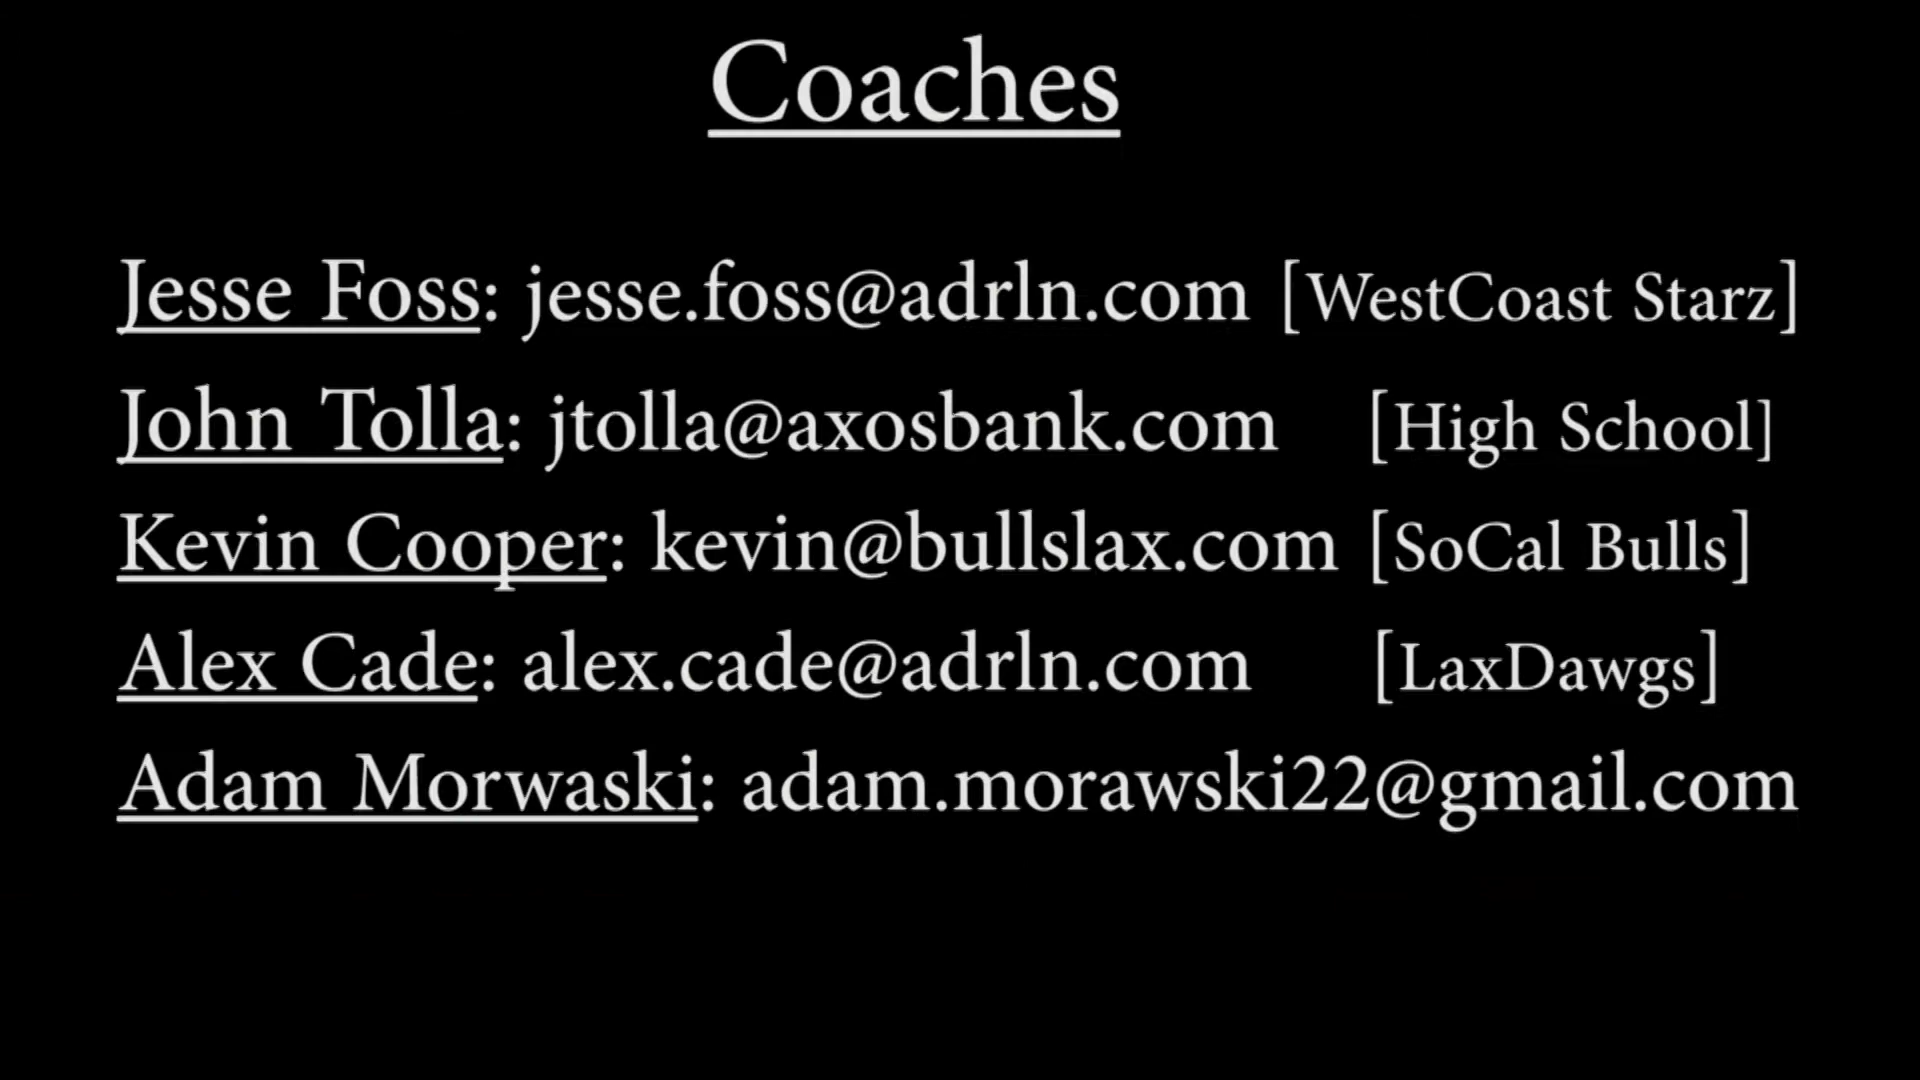 Coaches
Jesse Foss: jesse.foss@adrln.com [WestCoast Starz]
John Tolla: jtolla@axosbank.com [High School]
Kevin Cooper: kevin@bullslax.com [SoCal Bulls]
Alex Cade: alex.cade@adrln.com [LaxDawgs]
Adam Morwaski: adam.morawski22@gmail.com